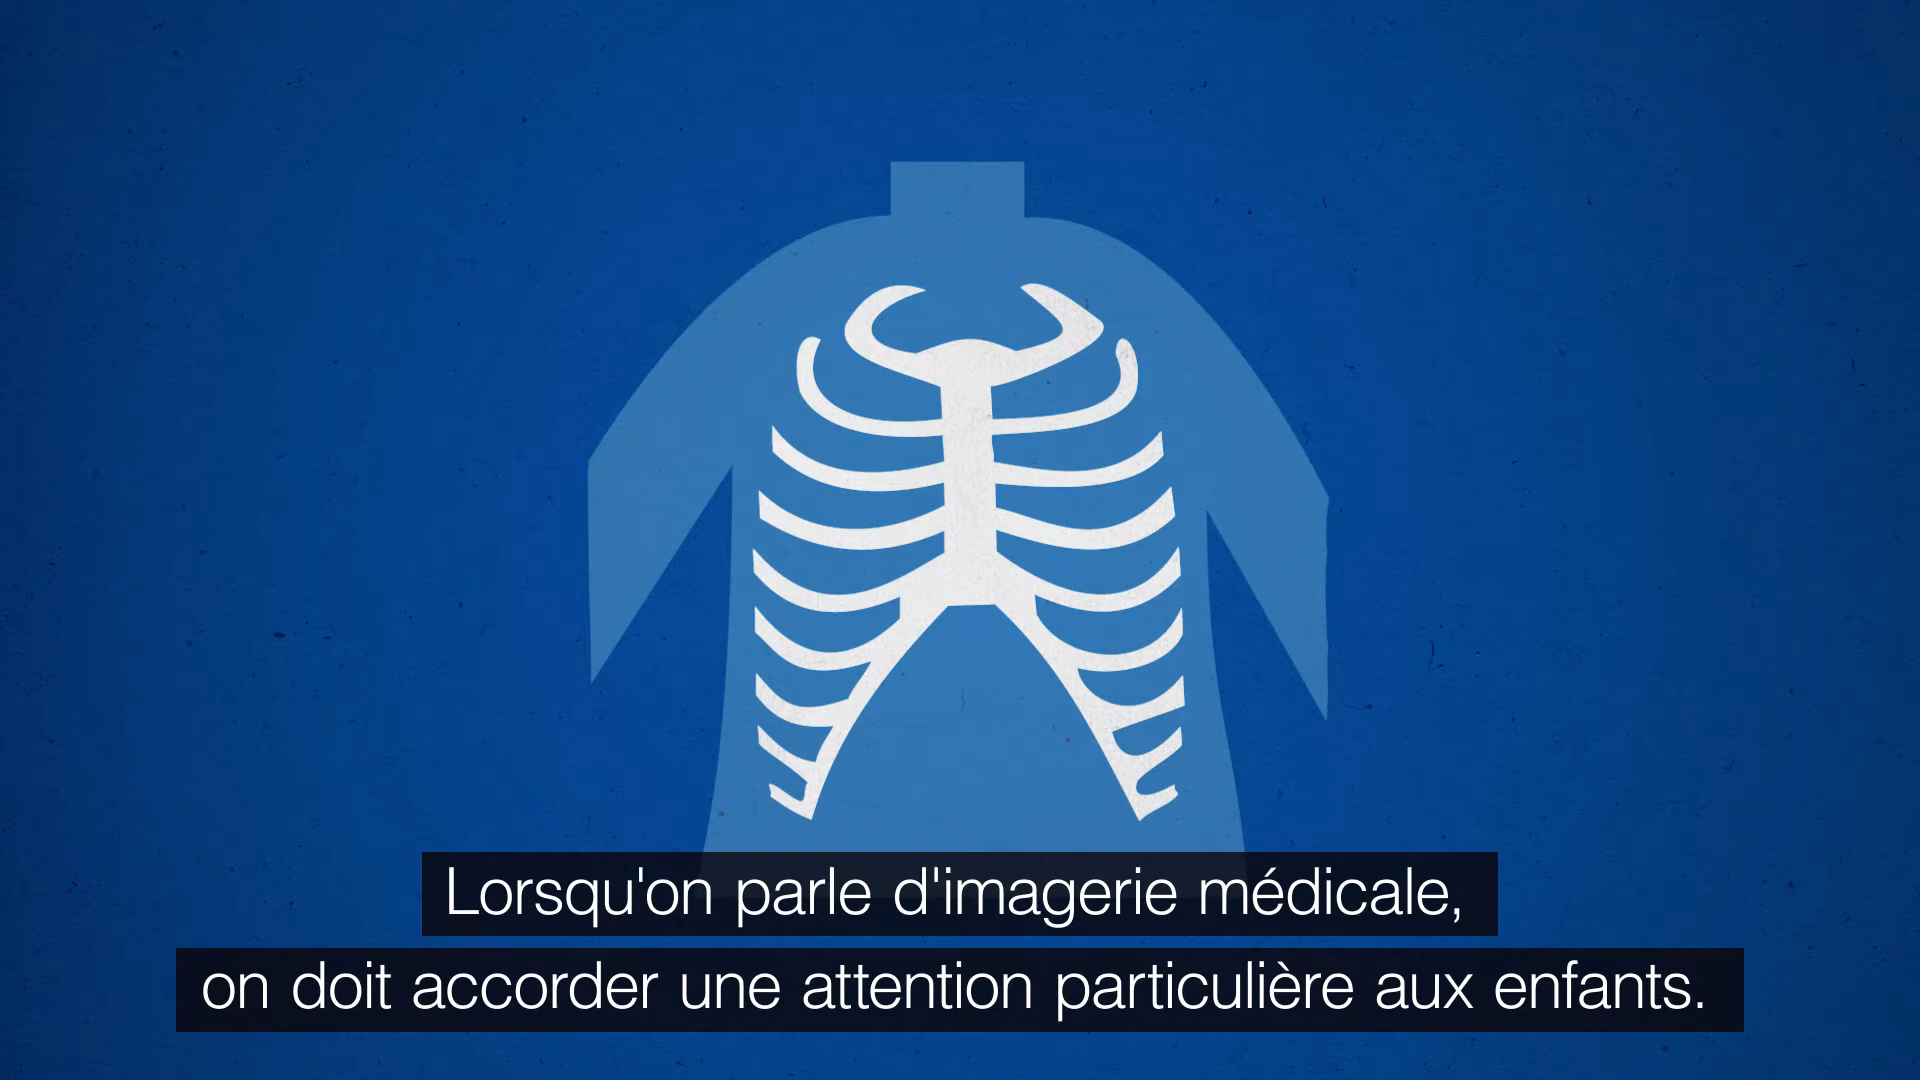 Lorsqu'on parle d'imagerie médicale,
on doit accorder une attention particulière aux enfants.